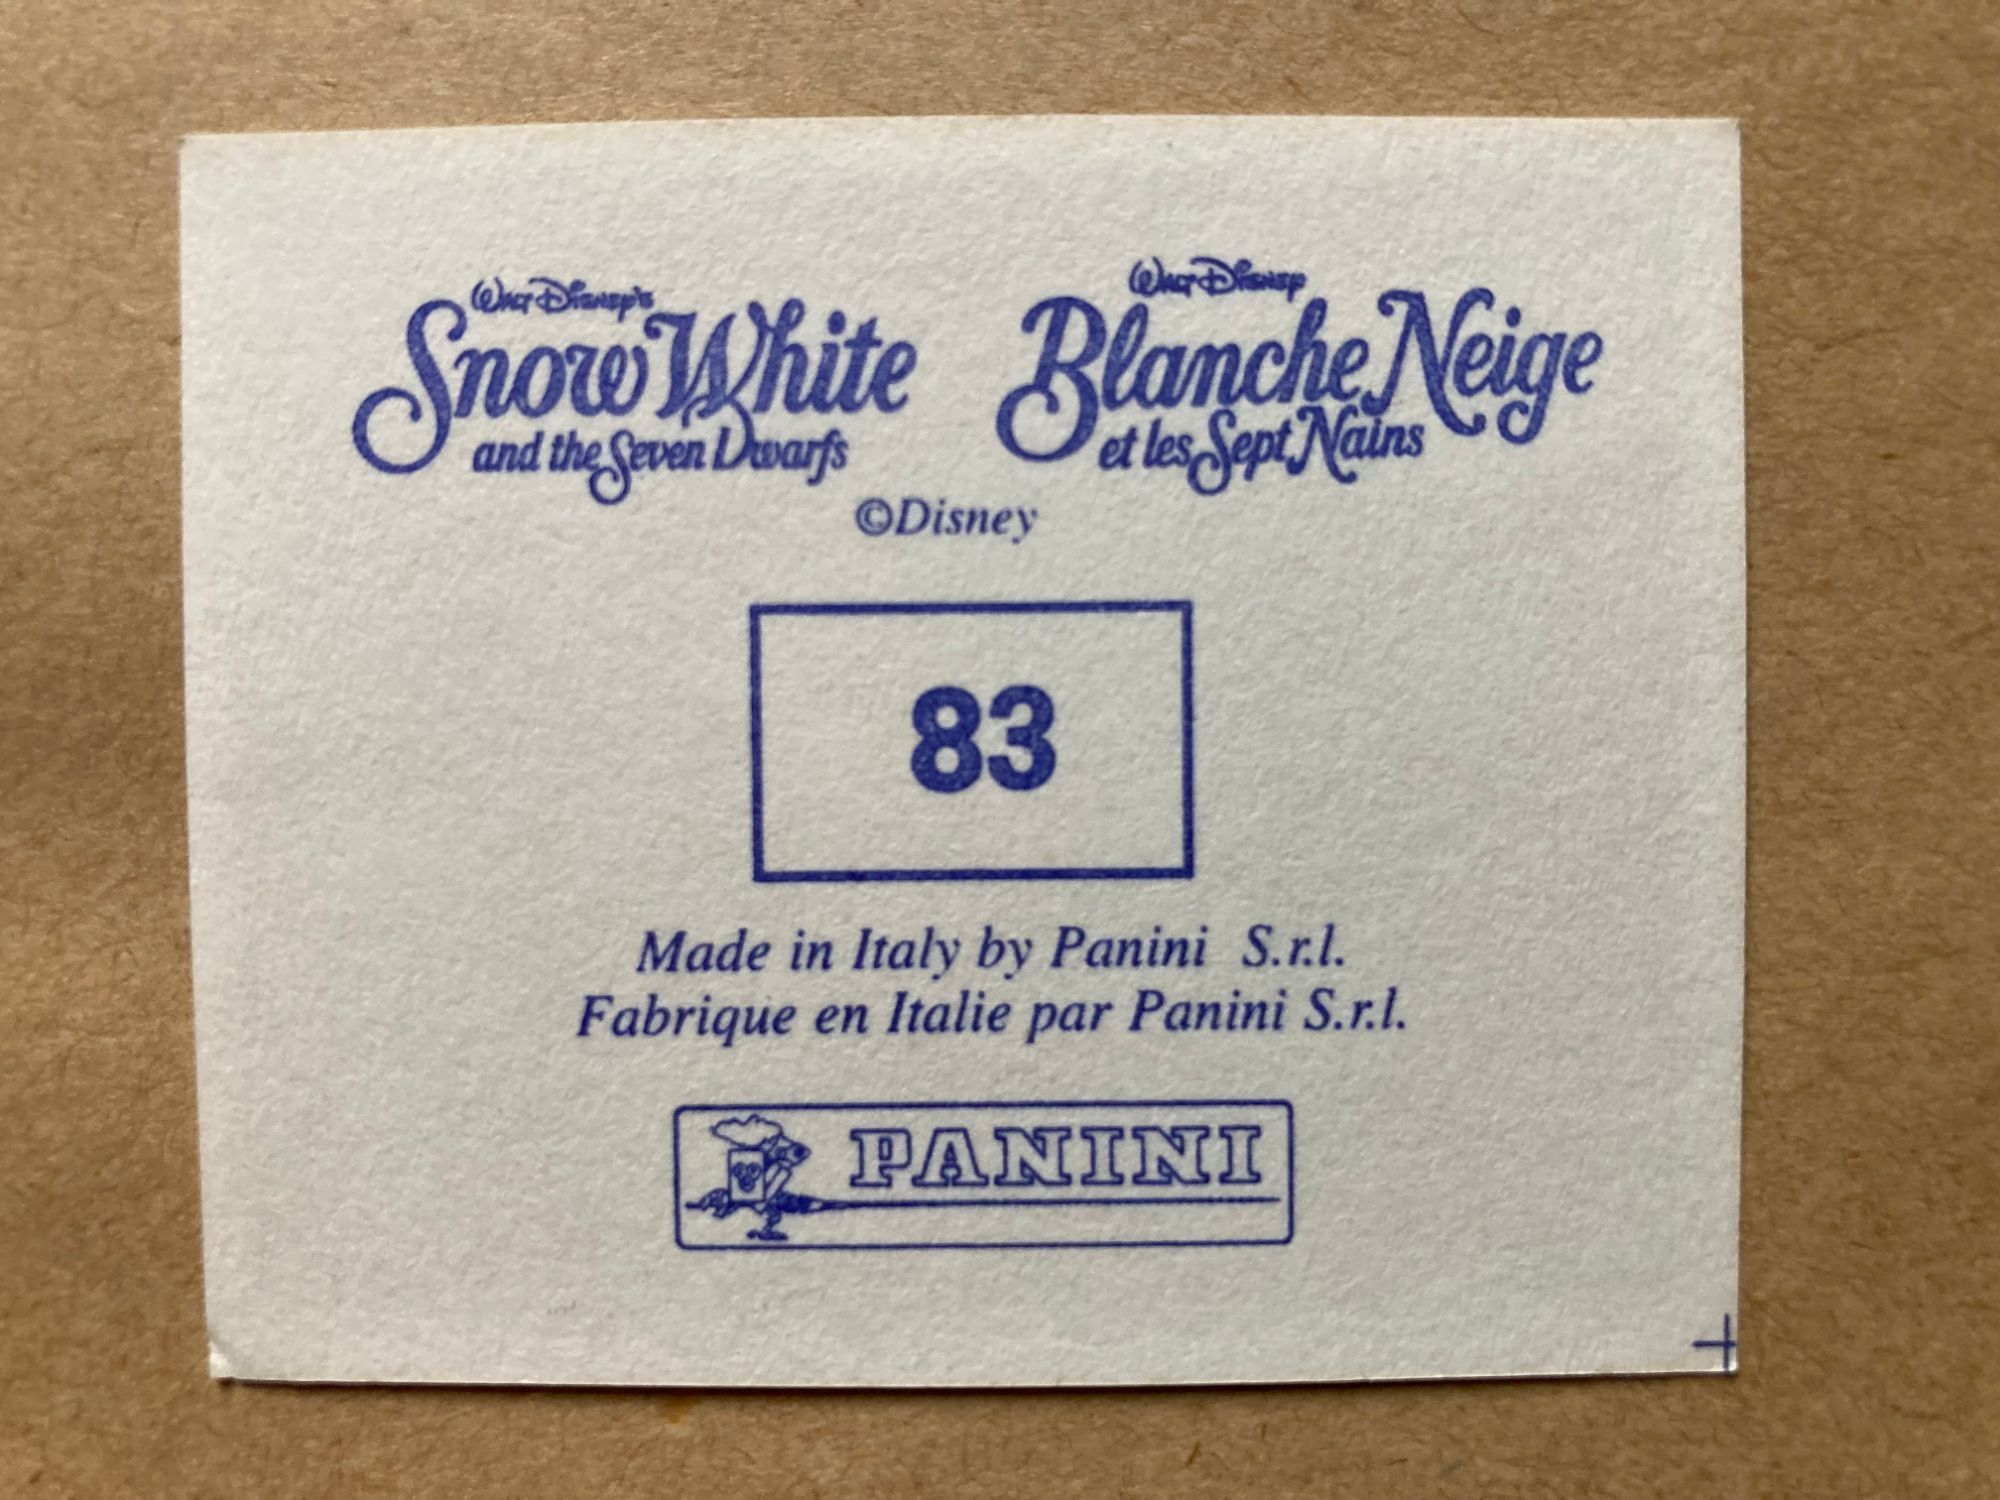 Walt Disney's
Snow White
and the Seven Dwarfs
Walt Disney
Blanche Neige
et les Sept Nains
©Disney
83
Made in Italy by Panini S.r.l.
Fabrique en Italie par Panini S.r.l.
PANINI